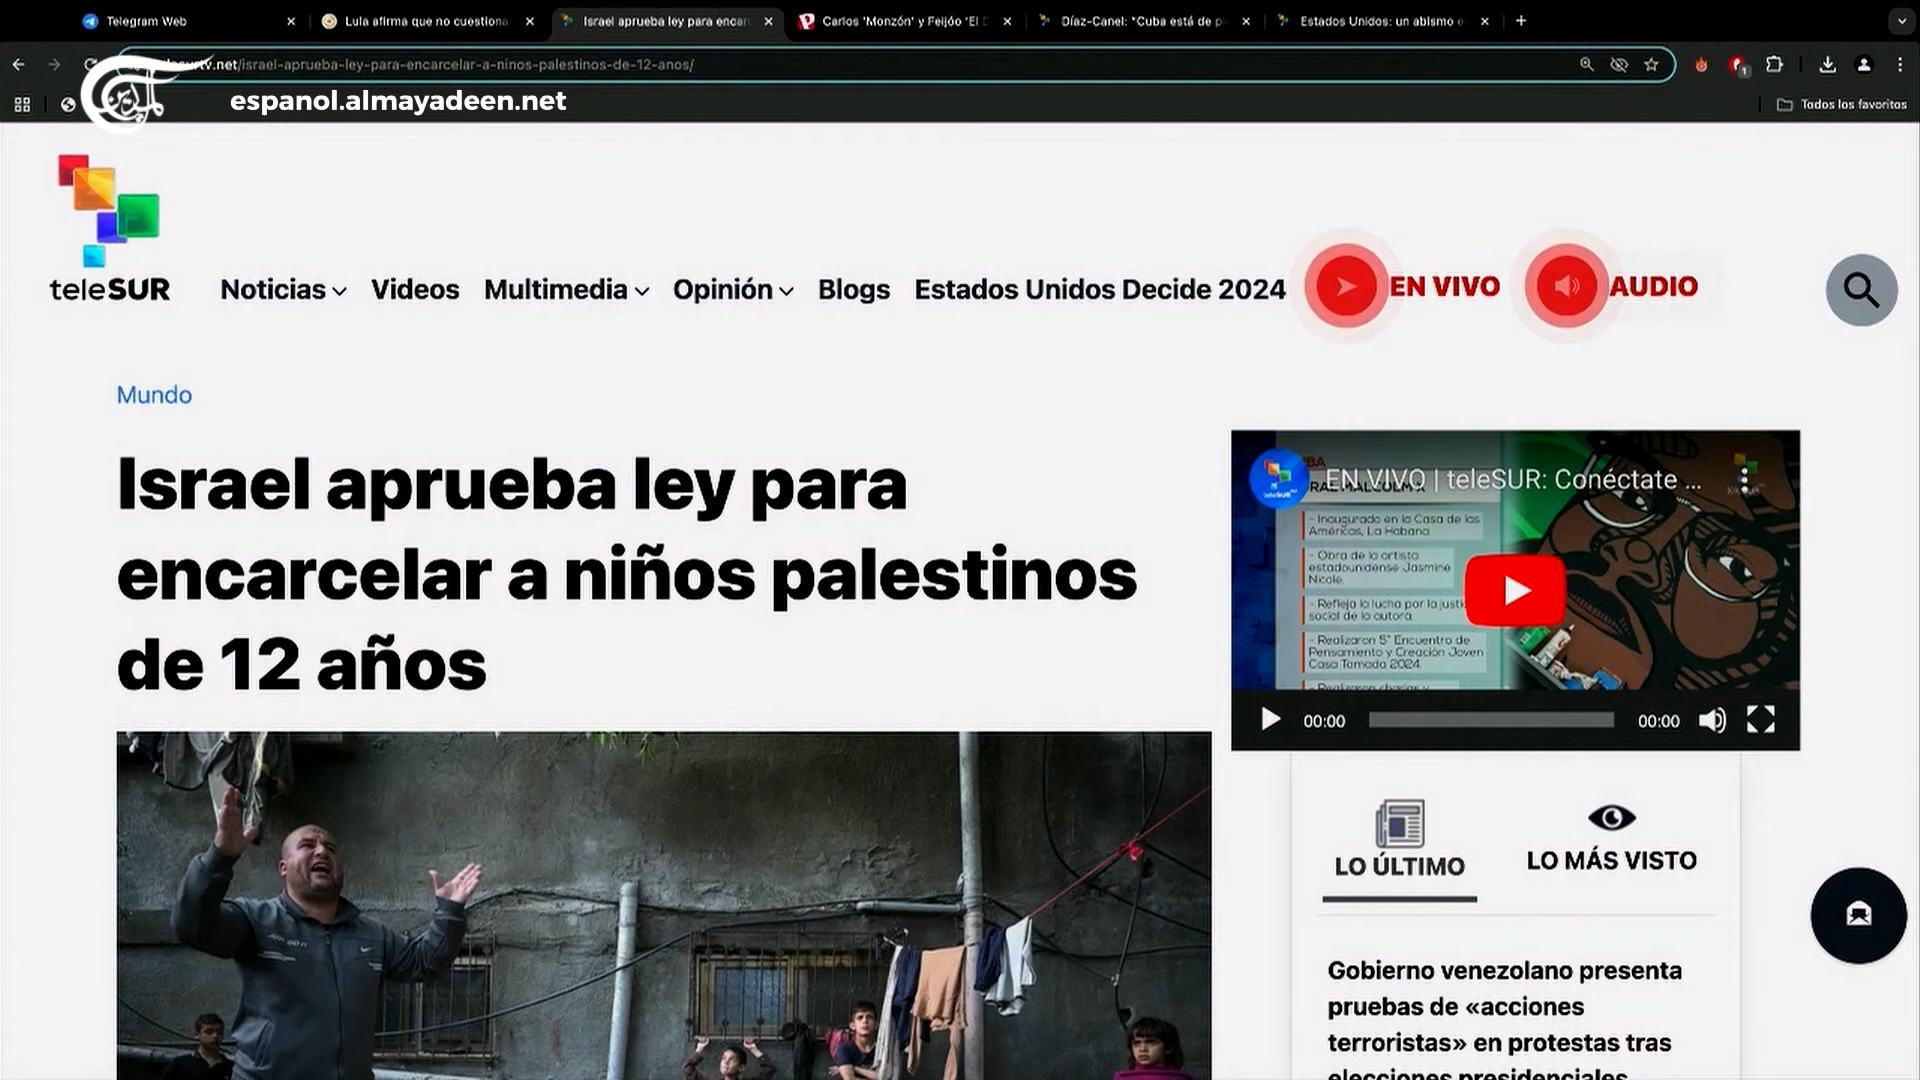 Telegram Web
Lula afirma que no cuestiona
Israel aprueba ley para encar
Carlos 'Monzón' y Feijóo 'El D
Díaz-Canel: "Cuba está de p
Estados Unidos: un abismo e
.net/israel-aprueba-ley-para-encarcelar-a-ninos-palestinos-de-12-anos/
1
espanol.almayadeen.net
Todos los favoritos
teleSUR
Noticias
Videos
Multimedia
Opinión
Blogs
Estados Unidos Decide 2024
EN VIVO
AUDIO
Mundo
Israel aprueba ley para
encarcelar a niños palestinos
de 12 años
EN VIVO | teleSUR: Conéctate ...
- Inaugurado en la Casa de las
Américas, La Habana.
- Obra de la artista
estadounidense Jasmine
Nicole.
- Refleja la lucha por la justi
social de la autora
- Realizaron 5° Encuentro de
Pensamiento y Creación Joven
Casa Tomada 2024.
00:00
00:00
LO ÚLTIMO
LO MÁS VISTO
Gobierno venezolano presenta
pruebas de «acciones
terroristas» en protestas tras
elecciones presidenciales